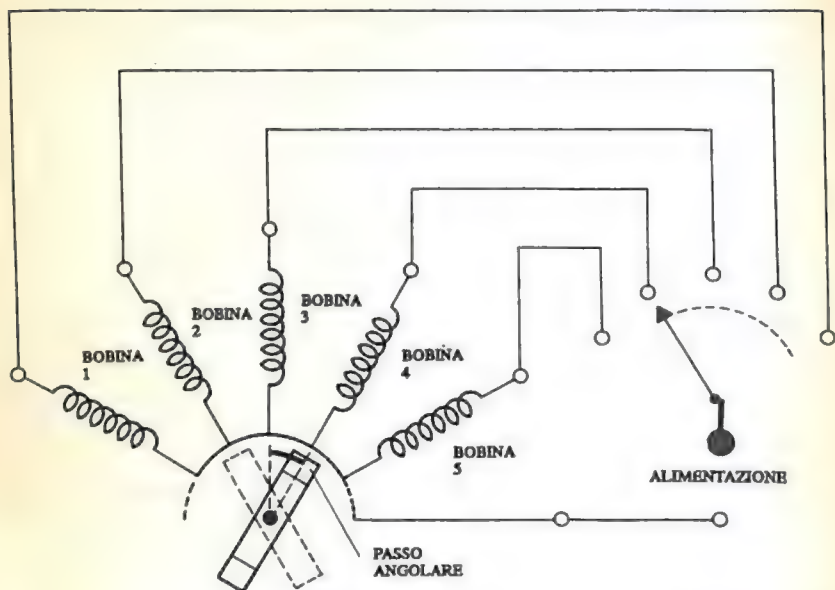 BOBINA
1
BOBINA
2
BOBINA
3
BOBINA
4
BOBINA
5
ALIMENTAZIONE
PASSO
ANGOLARE